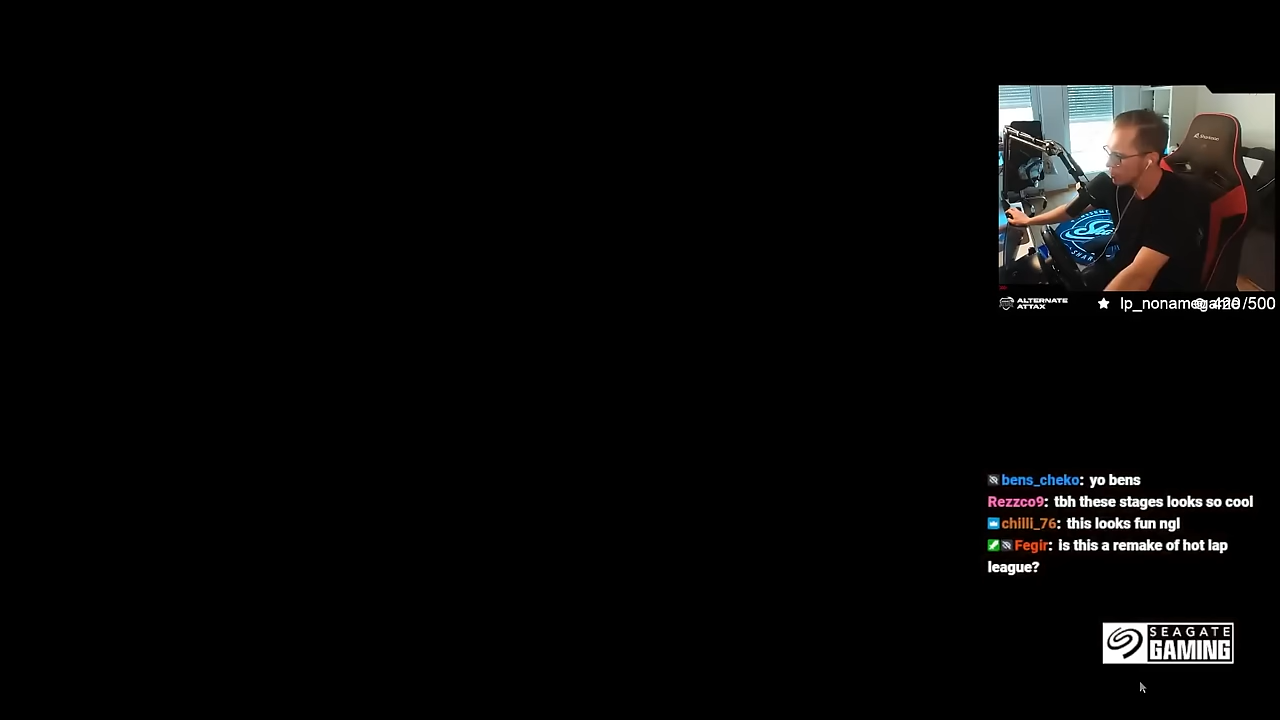 ALTERNATE
ATTAX
/500
bens_cheko: yo bens
Rezzco9: tbh these stages looks so cool
chilli_76: this looks fun ngl
Fegir: is this a remake of hot lap
league?
SEAGATE
GAMING